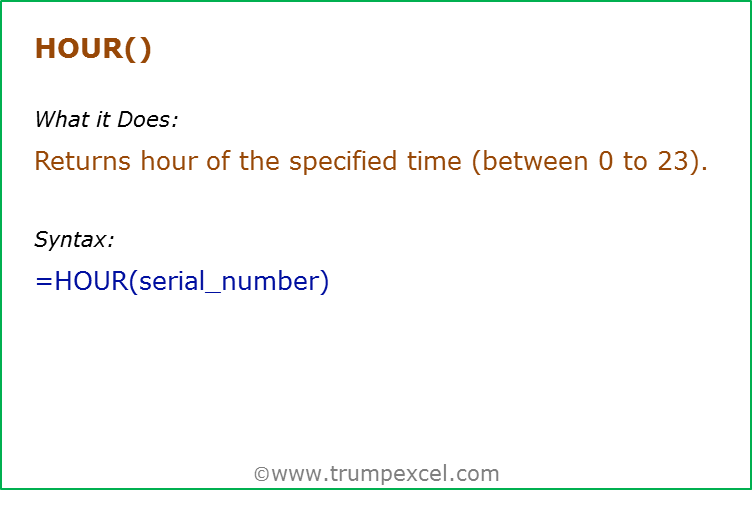 HOUR()
What it Does:
Returns hour of the specified time (between 0 to 23).
Syntax:
=HOUR(serial_number)
©www.trumpexcel.com